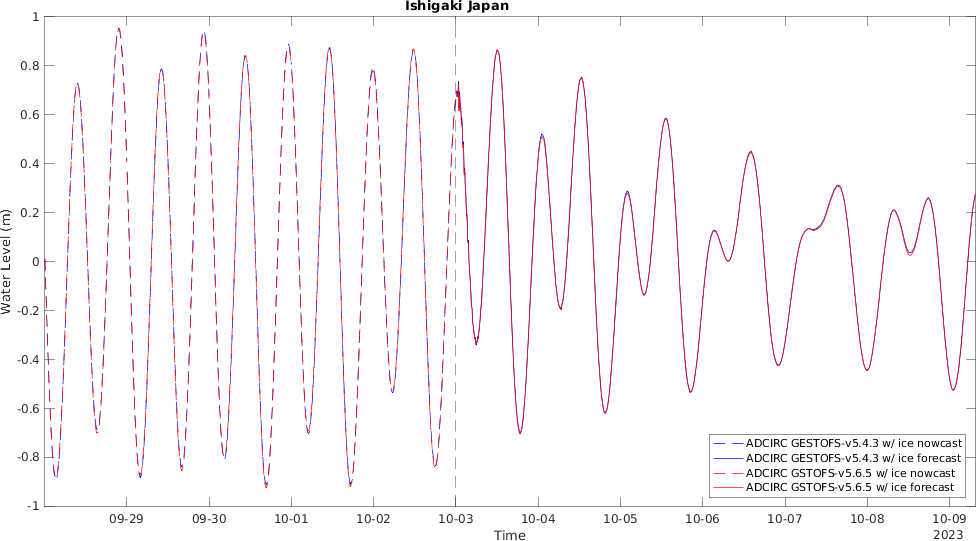 Ishigaki Japan
Water Level (m)
1
0.8
0.6
0.4
0.2
0
-0.2
-0.4
-0.6
-0.8
-1
09-29 09-30 10-01 10-02 10-03 10-04 10-05 10-06 10-07 10-08 10-09
Time
2023
ADCIRC GESTOFS-v5.4.3 w/ ice nowcast
ADCIRC GESTOFS-v5.4.3 w/ ice forecast
ADCIRC GSTOFS-v5.6.5 w/ ice nowcast
ADCIRC GSTOFS-v5.6.5 w/ ice forecast